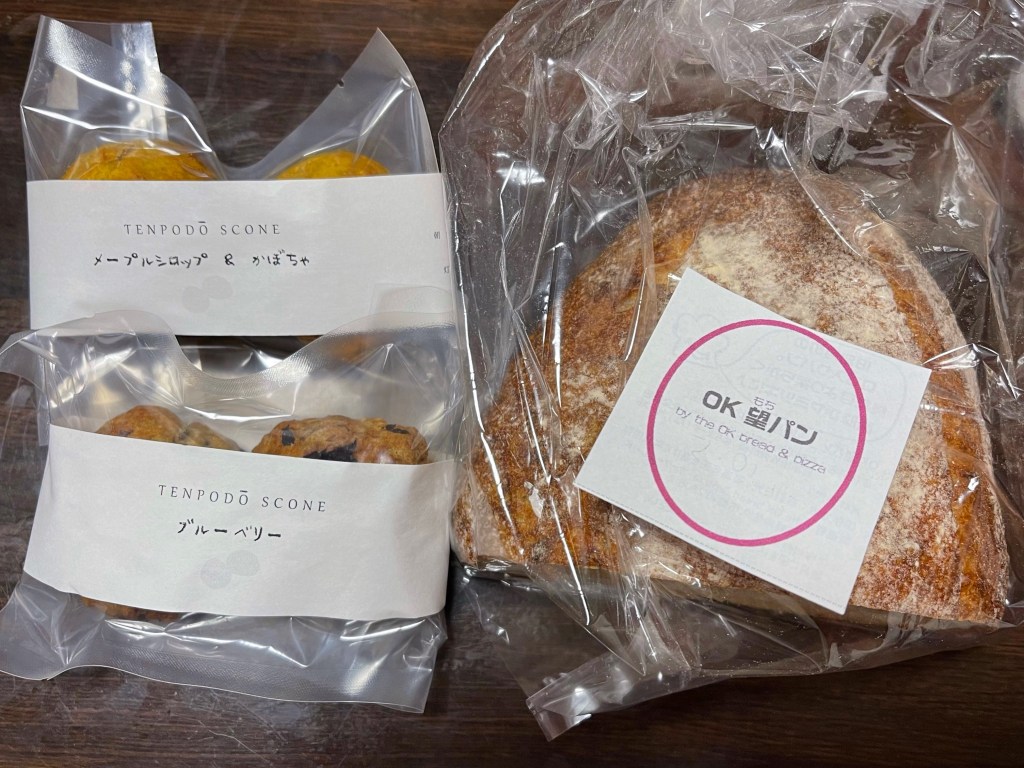 TENPODŌ SCONE
メープルシロップ & かぼちゃ
TENPODŌ SCONE
ブルーベリー
もち
OK 望パン
by the OK bread & pizza